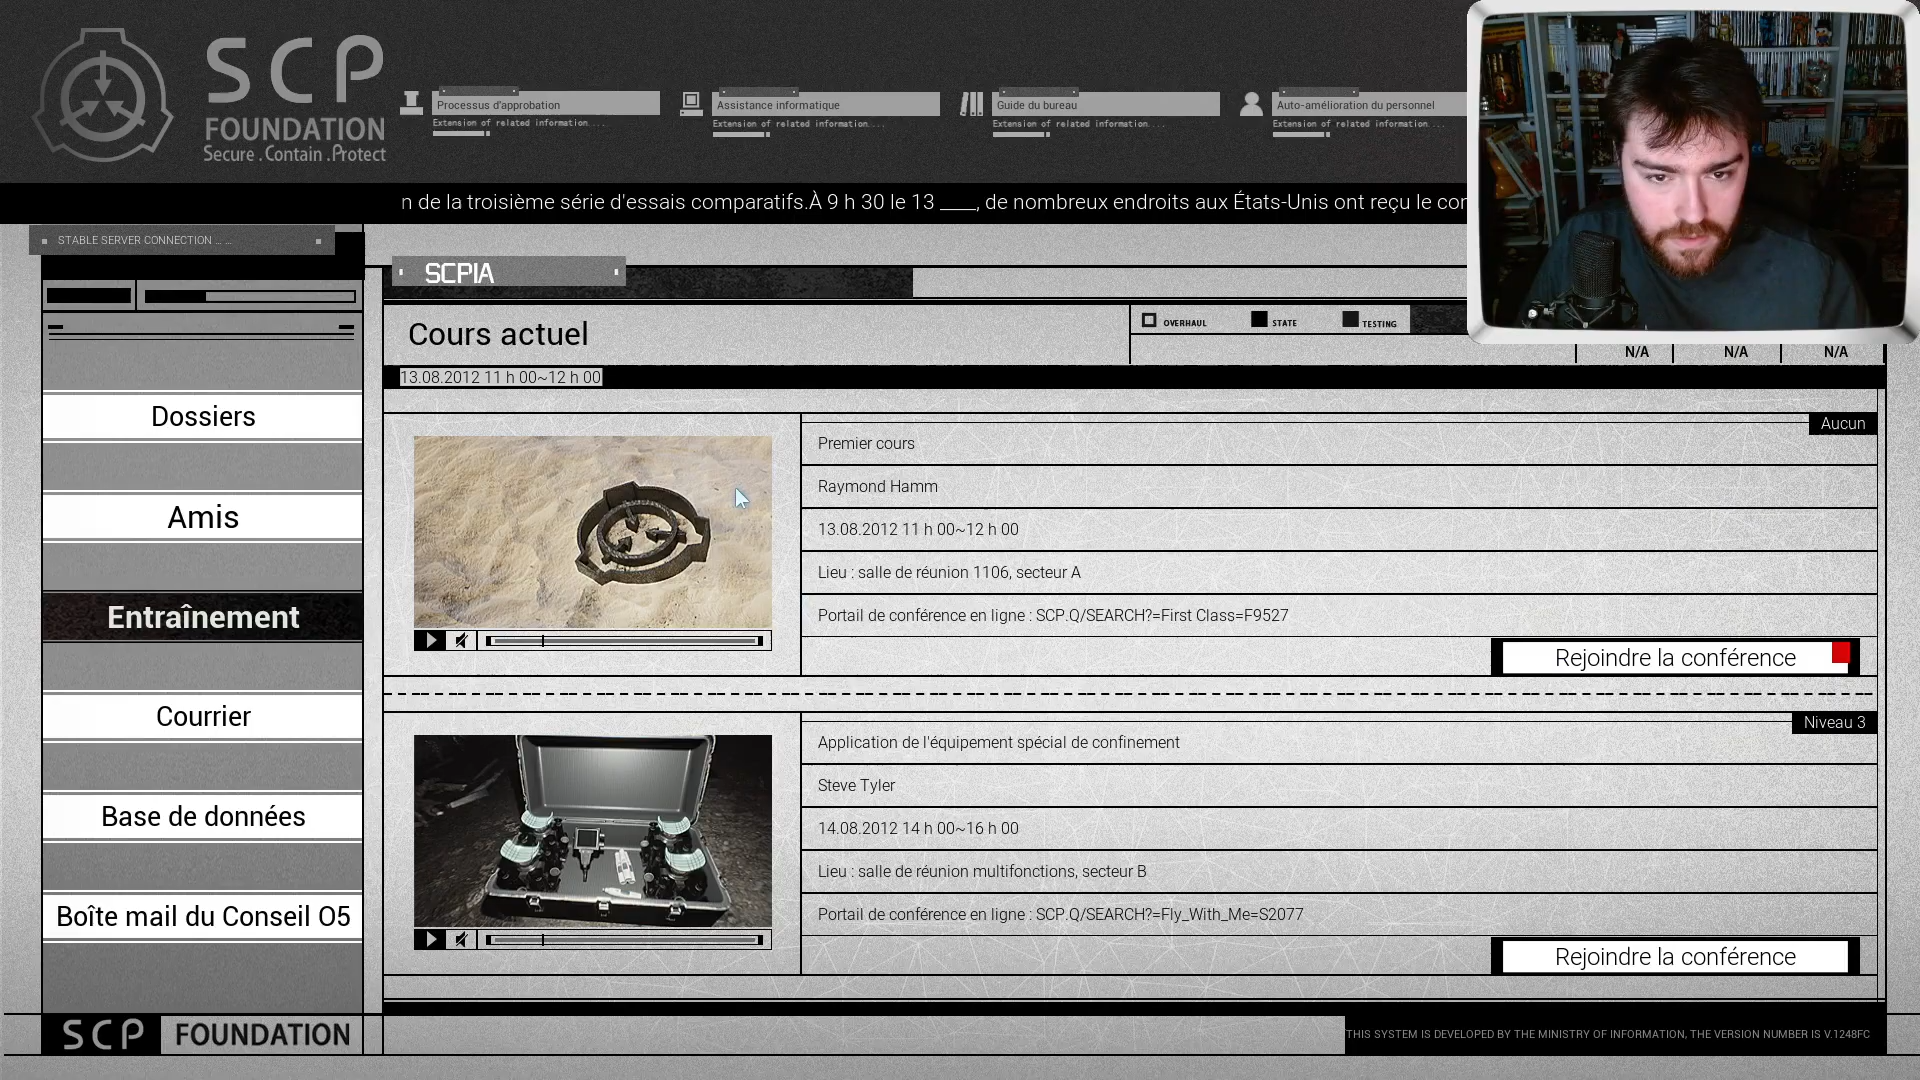 SCP
FOUNDATION
Secure . Contain . Protect
Processus d'approbation
Extension of related information....
Assistance informatique
Extension of related information....
Guide du bureau
Extension of related information....
Auto-amélioration du personnel
Extension of related information....
n de la troisième série d'essais comparatifs.À 9 h 30 le 13 ____, de nombreux endroits aux États-Unis ont reçu le con
STABLE SERVER CONNECTION ... ...
SCPIA
Cours actuel
OVERHAUL
STATE
TESTING
N/A
N/A
N/A
13.08.2012 11 h 00~12 h 00
Dossiers
Amis
Entraînement
Courrier
Base de données
Boîte mail du Conseil O5
Aucun
Premier cours
Raymond Hamm
13.08.2012 11 h 00~12 h 00
Lieu : salle de réunion 1106, secteur A
Portail de conférence en ligne : SCP.Q/SEARCH?=First Class=F9527
Rejoindre la conférence
Niveau 3
Application de l'équipement spécial de confinement
Steve Tyler
14.08.2012 14 h 00~16 h 00
Lieu : salle de réunion multifonctions, secteur B
Portail de conférence en ligne : SCP.Q/SEARCH?=Fly_With_Me=S2077
Rejoindre la conférence
SCP FOUNDATION
THIS SYSTEM IS DEVELOPED BY THE MINISTRY OF INFORMATION, THE VERSION NUMBER IS V.1248FC